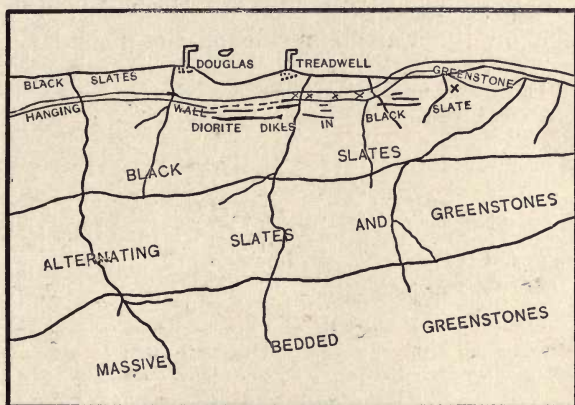 DOUGLAS TREADWELL
BLACK SLATES GREENSTONE
HANGING WALL BLACK SLATE
DIORITE DIKES IN
BLACK SLATES
ALTERNATING SLATES AND GREENSTONES
MASSIVE BEDDED GREENSTONES